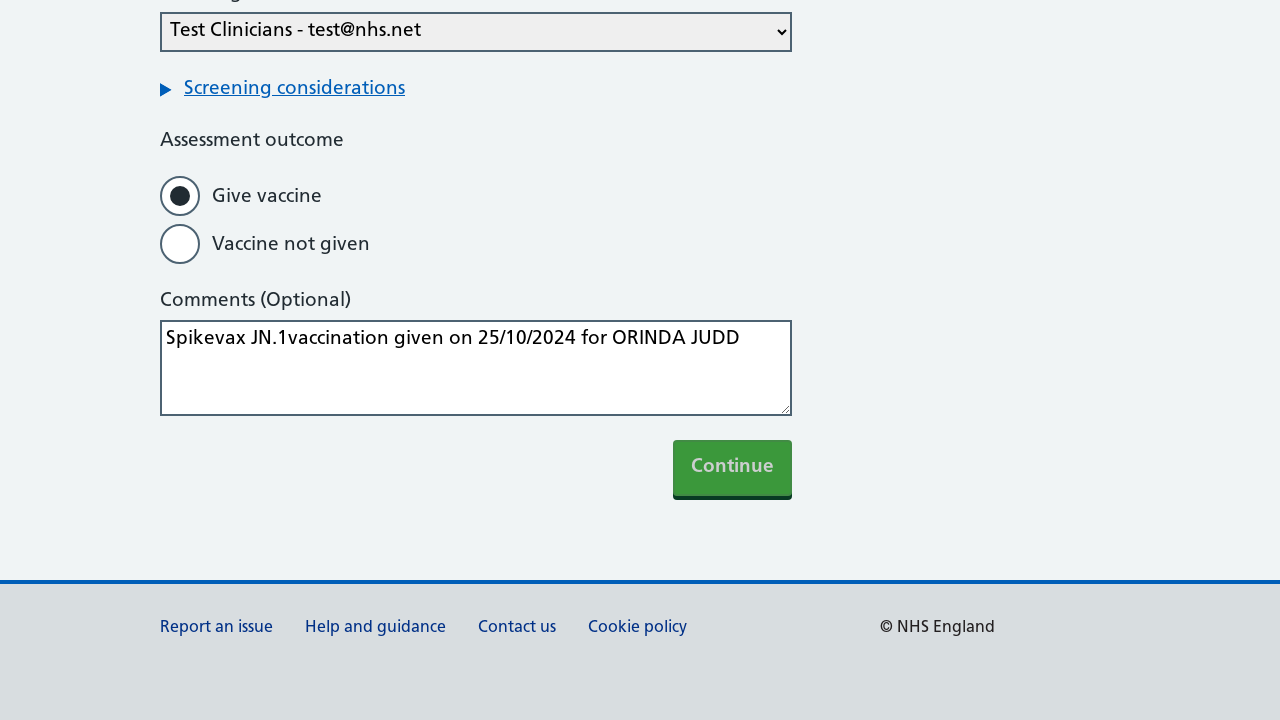 Test Clinicians - test@nhs.net
Screening considerations
Assessment outcome
Give vaccine
Vaccine not given
Comments (Optional)
Spikevax JN.1vaccination given on 25/10/2024 for ORINDA JUDD
Continue
Report an issue Help and guidance Contact us Cookie policy © NHS England